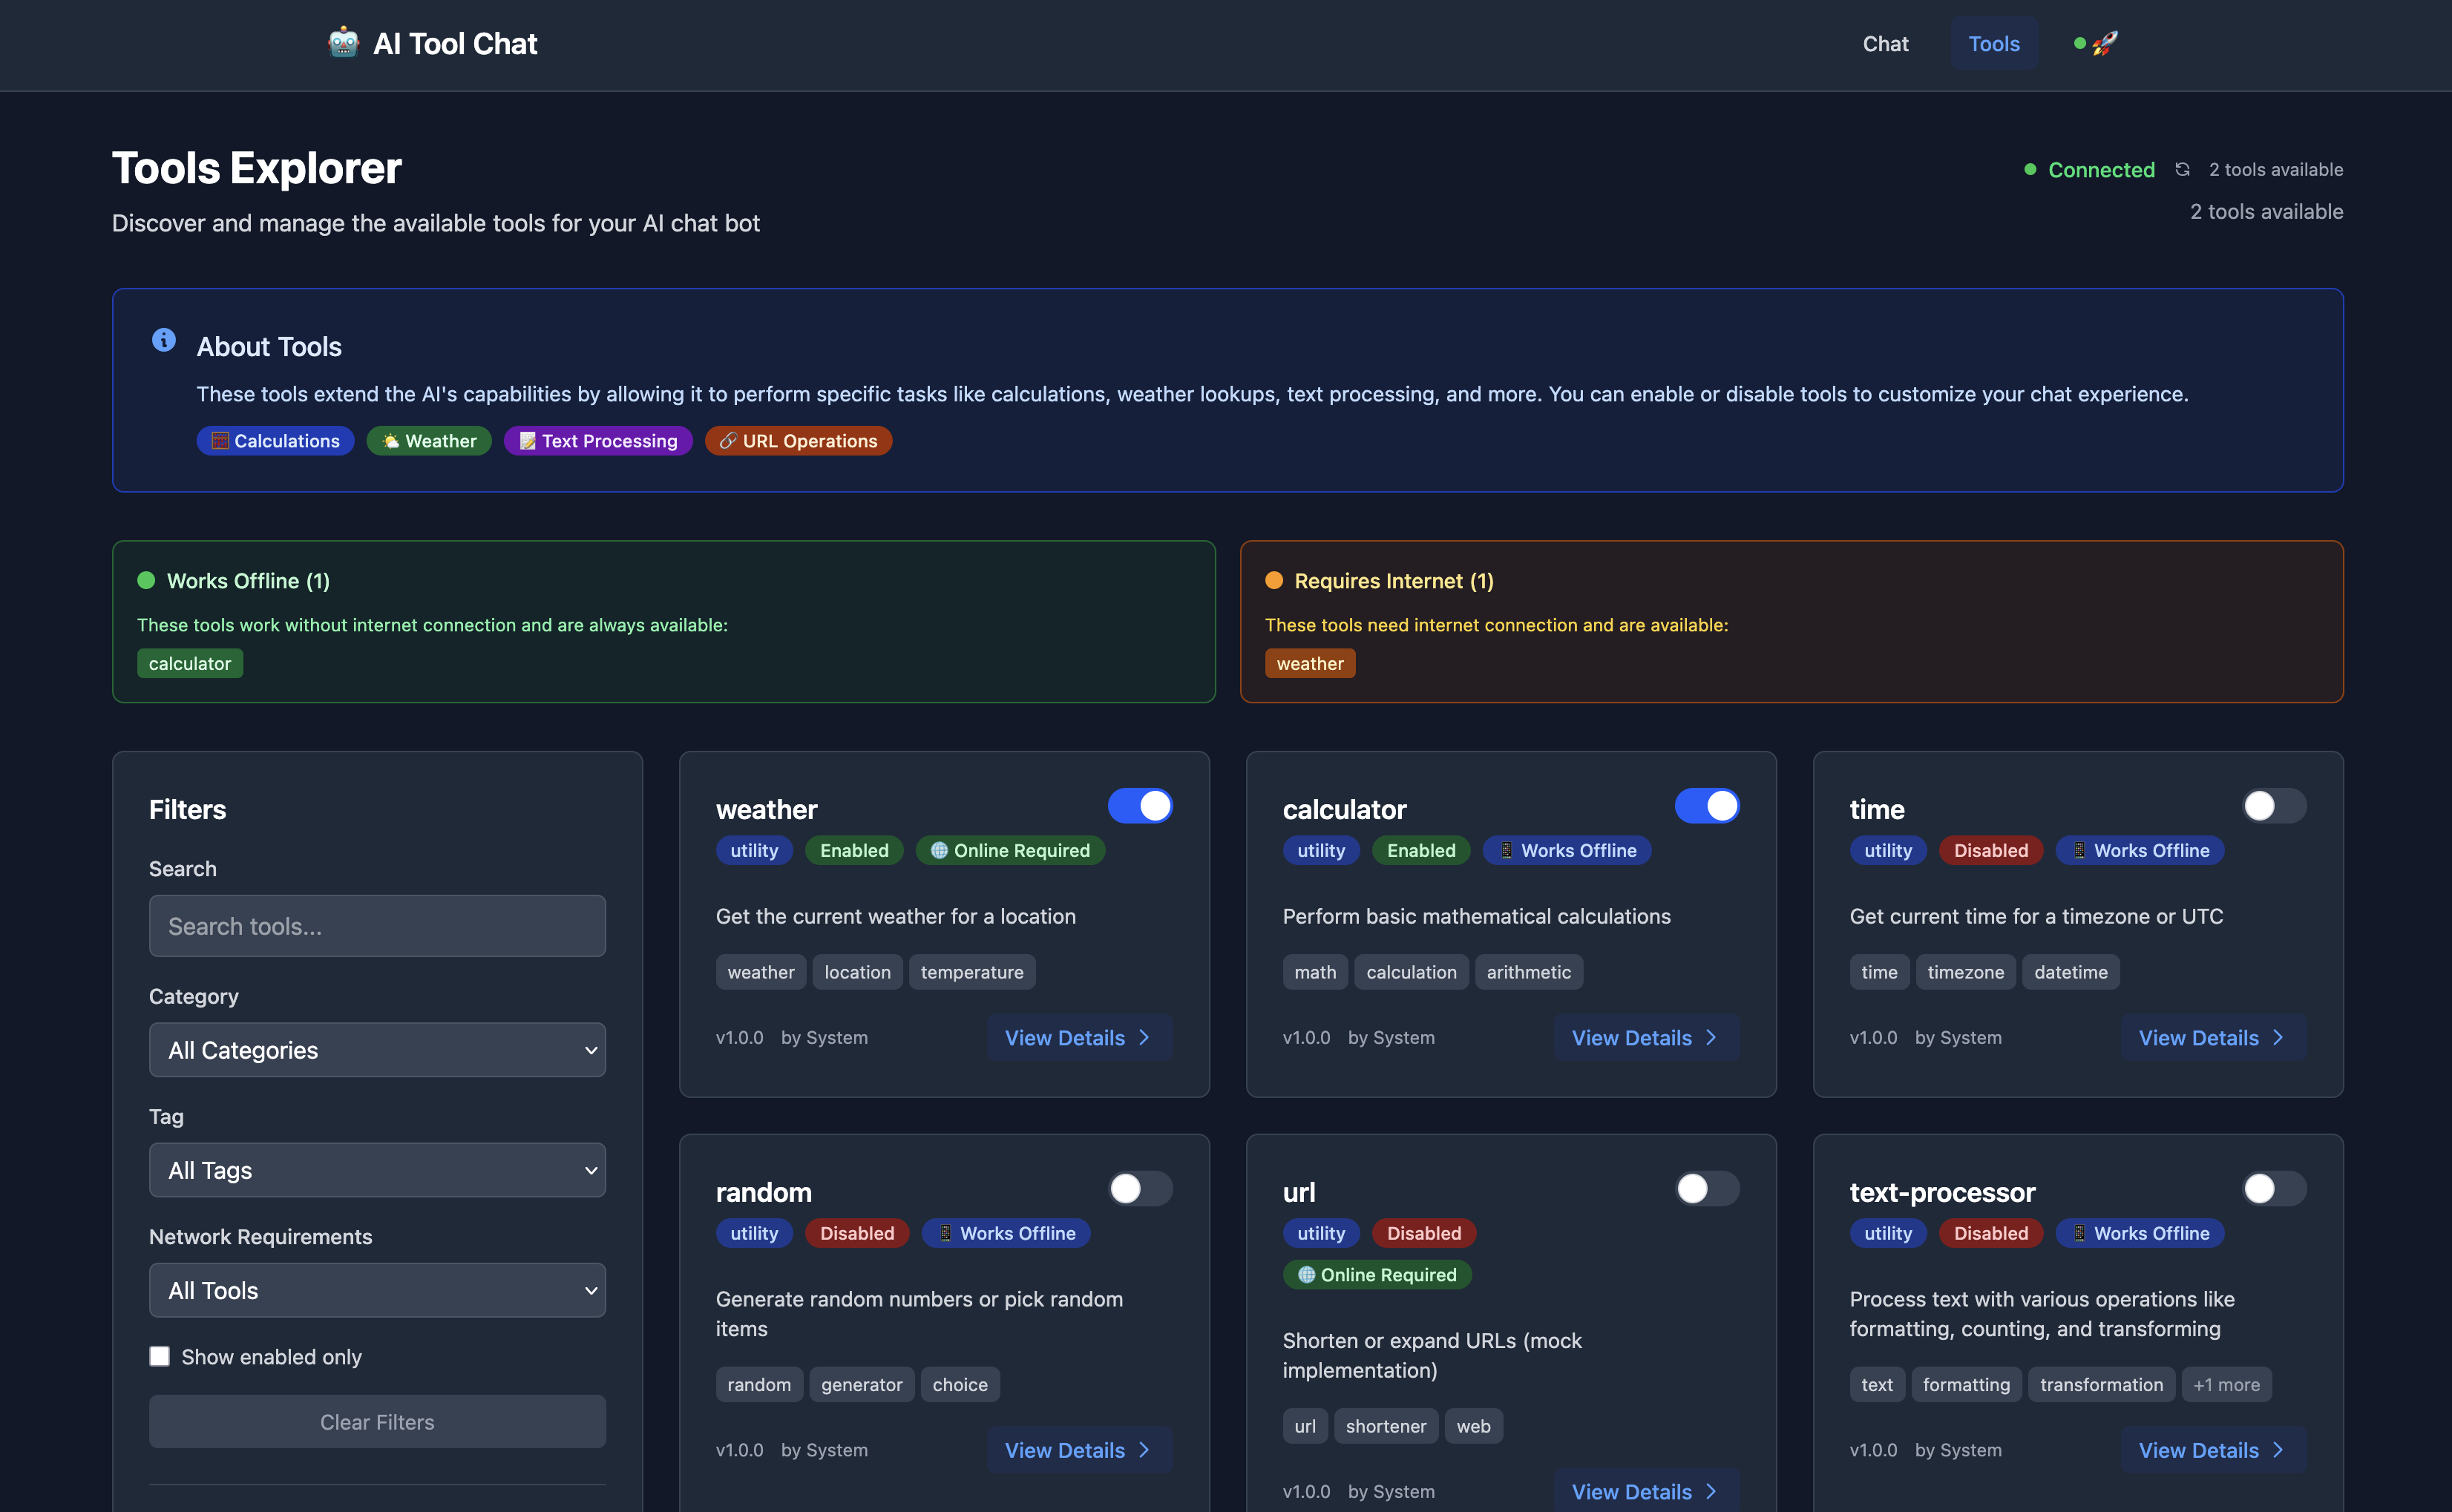 AI Tool Chat
Chat
Tools
Tools Explorer
Connected
2 tools available
Discover and manage the available tools for your AI chat bot
2 tools available
About Tools
These tools extend the AI's capabilities by allowing it to perform specific tasks like calculations, weather lookups, text processing, and more. You can enable or disable tools to customize your chat experience.
Calculations
Weather
Text Processing
URL Operations
Works Offline (1)
These tools work without internet connection and are always available:
calculator
Requires Internet (1)
These tools need internet connection and are available:
weather
Filters
Search
Search tools...
Category
All Categories
Tag
All Tags
Network Requirements
All Tools
Show enabled only
Clear Filters
weather
utility
Enabled
Online Required
Get the current weather for a location
weather
location
temperature
v1.0.0
by System
View Details
calculator
utility
Enabled
Works Offline
Perform basic mathematical calculations
math
calculation
arithmetic
v1.0.0
by System
View Details
time
utility
Disabled
Works Offline
Get current time for a timezone or UTC
time
timezone
datetime
v1.0.0
by System
View Details
random
utility
Disabled
Works Offline
Generate random numbers or pick random
items
random
generator
choice
v1.0.0
by System
View Details
url
utility
Disabled
Online Required
Shorten or expand URLs (mock
implementation)
url
shortener
web
v1.0.0
by System
View Details
text-processor
utility
Disabled
Works Offline
Process text with various operations like
formatting, counting, and transforming
text
formatting
transformation
+1 more
v1.0.0
by System
View Details